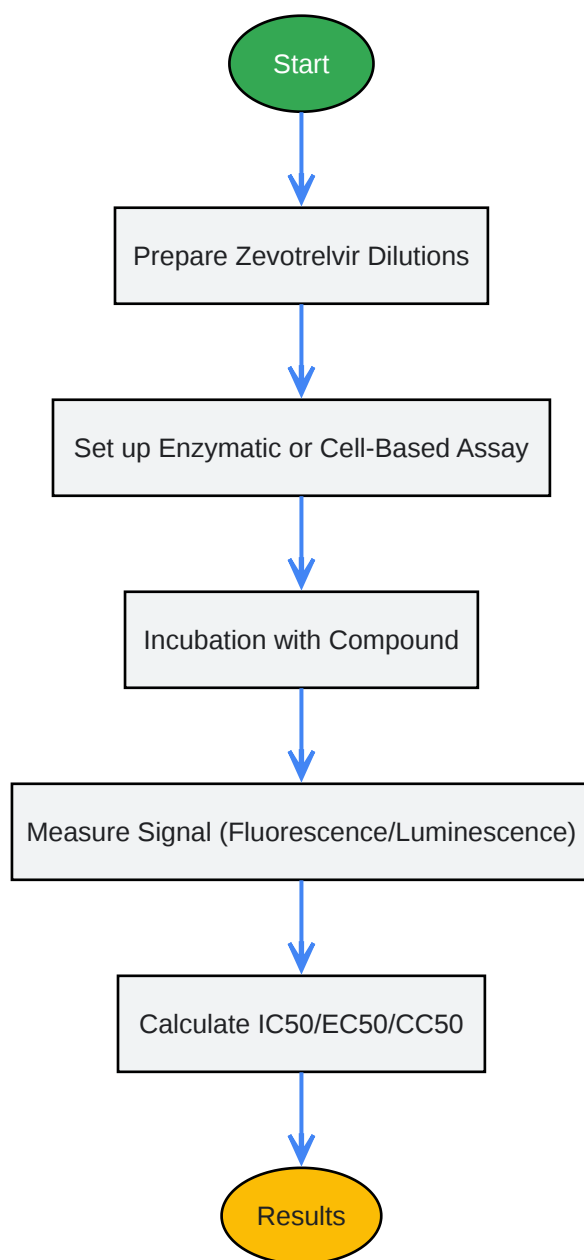 Start
Prepare Zevotrelvir Dilutions
Set up Enzymatic or Cell-Based Assay
Incubation with Compound
Measure Signal (Fluorescence/Luminescence)
Calculate IC50/EC50/CC50
Results